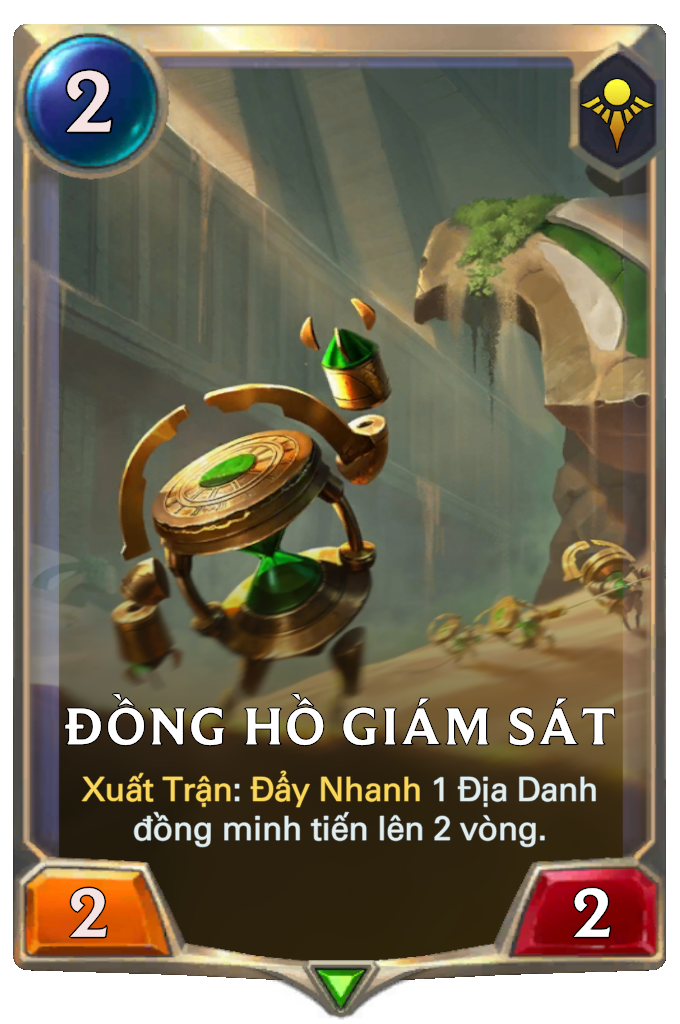 2
ĐỒNG HỒ GIÁM SÁT
Xuất Trận: Đẩy Nhanh 1 Địa Danh
đồng minh tiến lên 2 vòng.
2
2